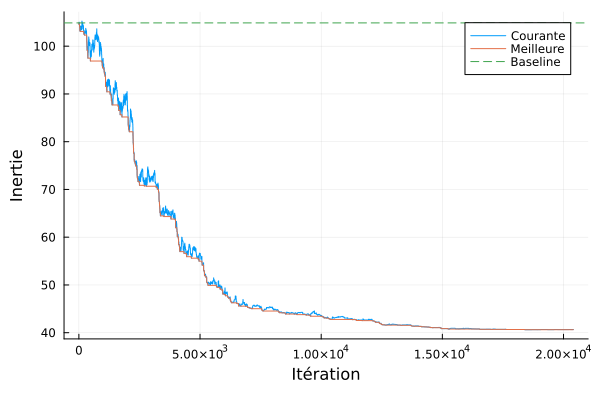 Courante
Meilleure
Baseline
Inertie
100
90
80
70
60
50
40
0
5.00×10³
1.00×10⁴
1.50×10⁴
2.00×10⁴
Itération